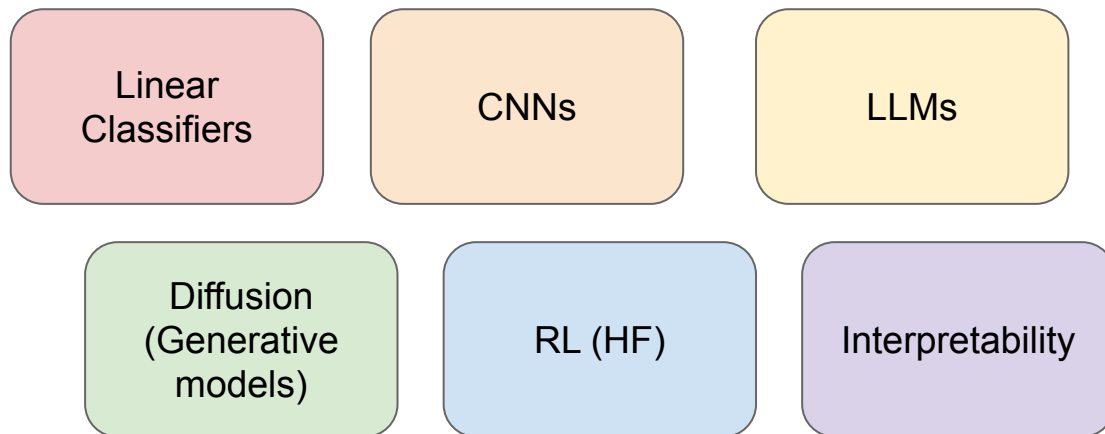 Linear
Classifiers
CNNs
LLMs
Diffusion
(Generative
models)
RL (HF)
Interpretability